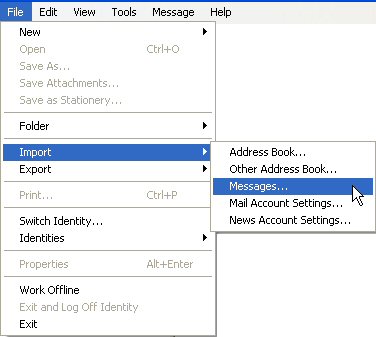 File Edit View Tools Message Help
New
Open Ctrl+O
Save As...
Save Attachments...
Save as Stationery...
Folder
Import
Export
Print... Ctrl+P
Switch Identity...
Identities
Properties Alt+Enter
Work Offline
Exit and Log Off Identity
Exit
Address Book...
Other Address Book...
Messages...
Mail Account Settings...
News Account Settings...